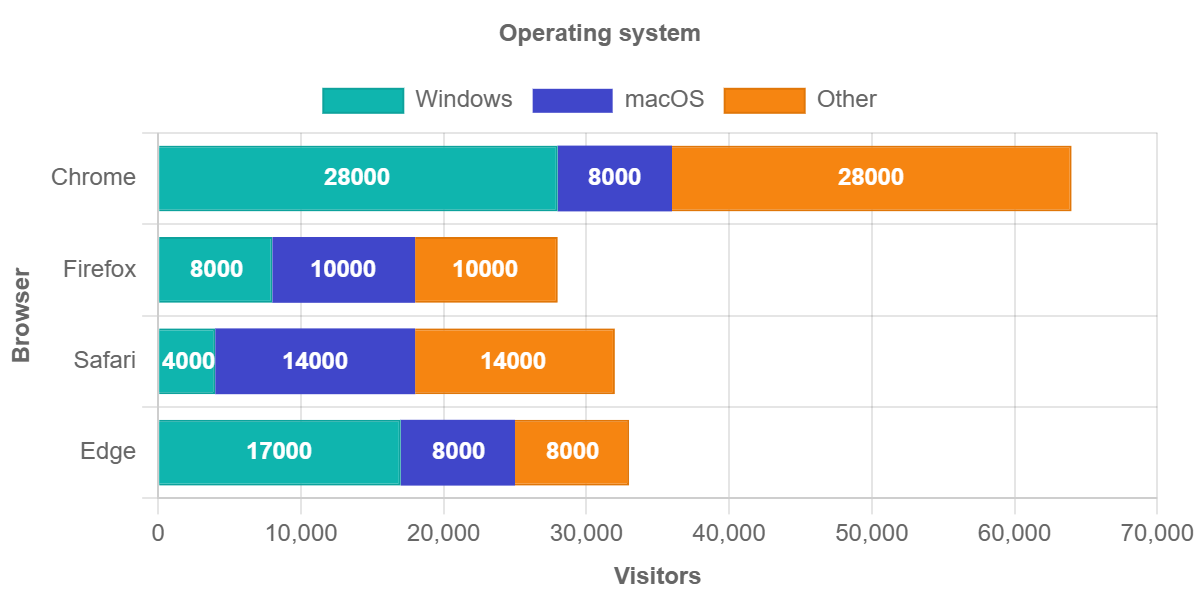 Operating system
Windows macOS Other
Chrome 28000 8000 28000
Firefox 8000 10000 10000
Safari 4000 14000 14000
Edge 17000 8000 8000
Browser
0 10,000 20,000 30,000 40,000 50,000 60,000 70,000
Visitors